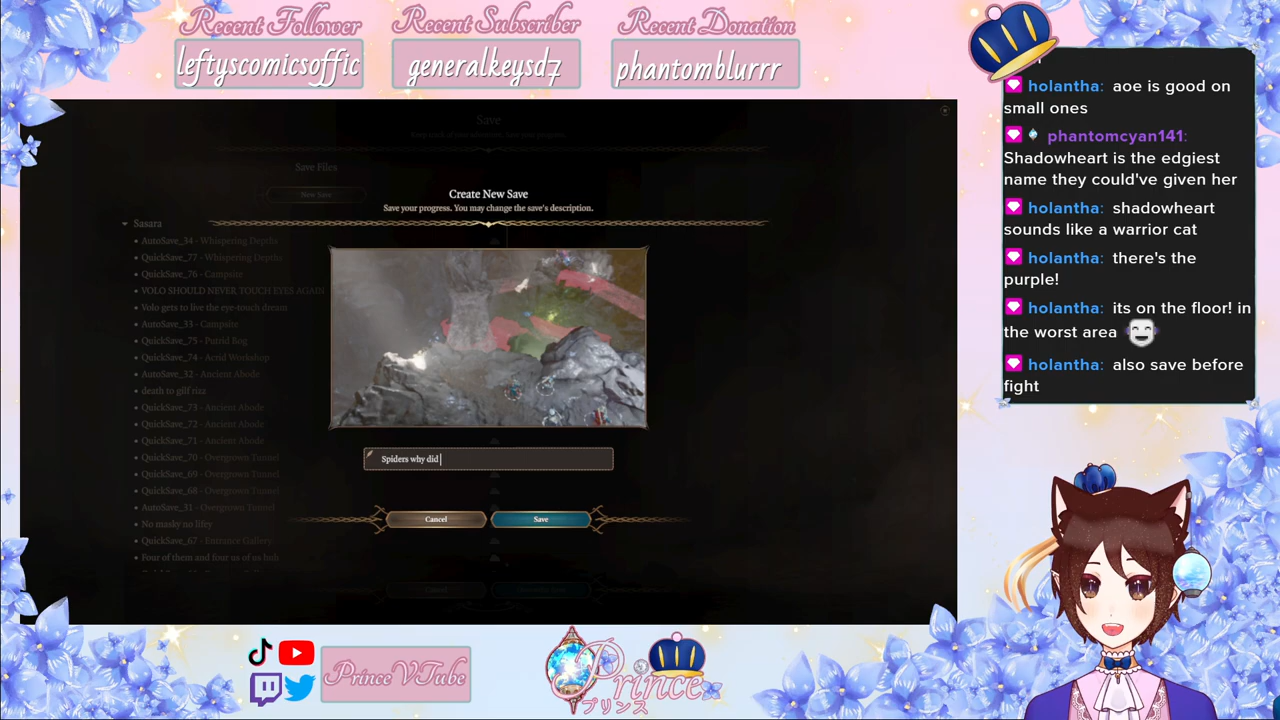 Recent Follower
Recent Subscriber
Recent Donation
leftyscomicsoffic
generalkeysd7
phantomblurrr
holantha: aoe is good on
small ones
phantomcyan141:
Shadowheart is the edgiest
name they could've given her
holantha: shadowheart
sounds like a warrior cat
holantha: there's the
purple!
holantha: its on the floor! in
the worst area
holantha: also save before
fight
Save
Save Files
New Save
Create New Save
Save your progress. You may change the save's description.
Sasara
AutoSave_34 - Whispering Depths
QuickSave_77 - Whispering Depths
QuickSave_76 - Campsite
VOLO SHOULD NEVER TOUCH EYES AGAIN
Volo gets to live the eye-touch dream
AutoSave_33 - Campsite
QuickSave_75 - Putrid Bog
QuickSave_74 - Acrid Workshop
AutoSave_32 - Ancient Abode
death to gilf riza
QuickSave_73 - Ancient Abode
QuickSave_72 - Ancient Abode
QuickSave_71 - Ancient Abode
QuickSave_70 - Overgrown Tunnel
QuickSave_69 - Overgrown Tunnel
QuickSave_68 - Overgrown Tunnel
AutoSave_31 - Overgrown Tunnel
No masky no lifey
QuickSave_67 - Entrance Gallery
Four of them and four us of us huh
Spiders why did
Cancel
Save
Cancel
Prince VTube
Prince
プリンス